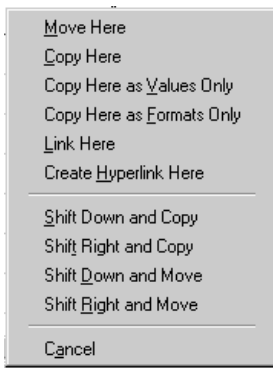 Move Here
Copy Here
Copy Here as Values Only
Copy Here as Formats Only
Link Here
Create Hyperlink Here
Shift Down and Copy
Shift Right and Copy
Shift Down and Move
Shift Right and Move
Cancel